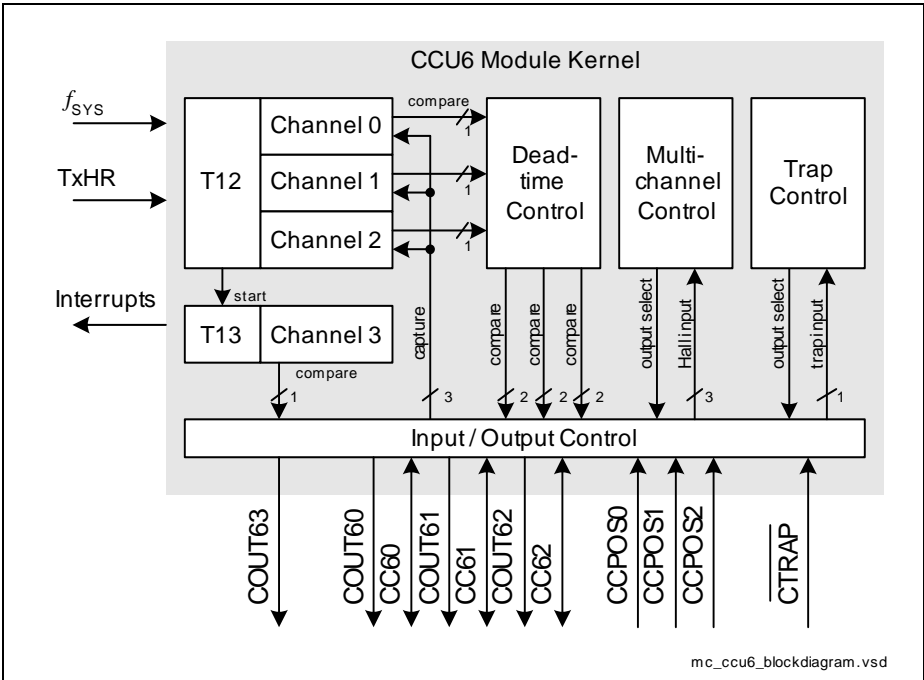 CCU6 Module Kernel
fSYS
TxHR
Interrupts
T12
Channel 0
Channel 1
Channel 2
compare
1
1
1
Dead-
time
Control
Multi-
channel
Control
Trap
Control
start
T13
Channel 3
compare
1
capture
3
compare
2
compare
2
compare
2
output select
Hall input
3
output select
trap input
1
Input / Output Control
COUT63
COUT60
CC60
COUT61
CC61
COUT62
CC62
CCPOS0
CCPOS1
CCPOS2
CTRAP
mc_ccu6_blockdiagram.vsd